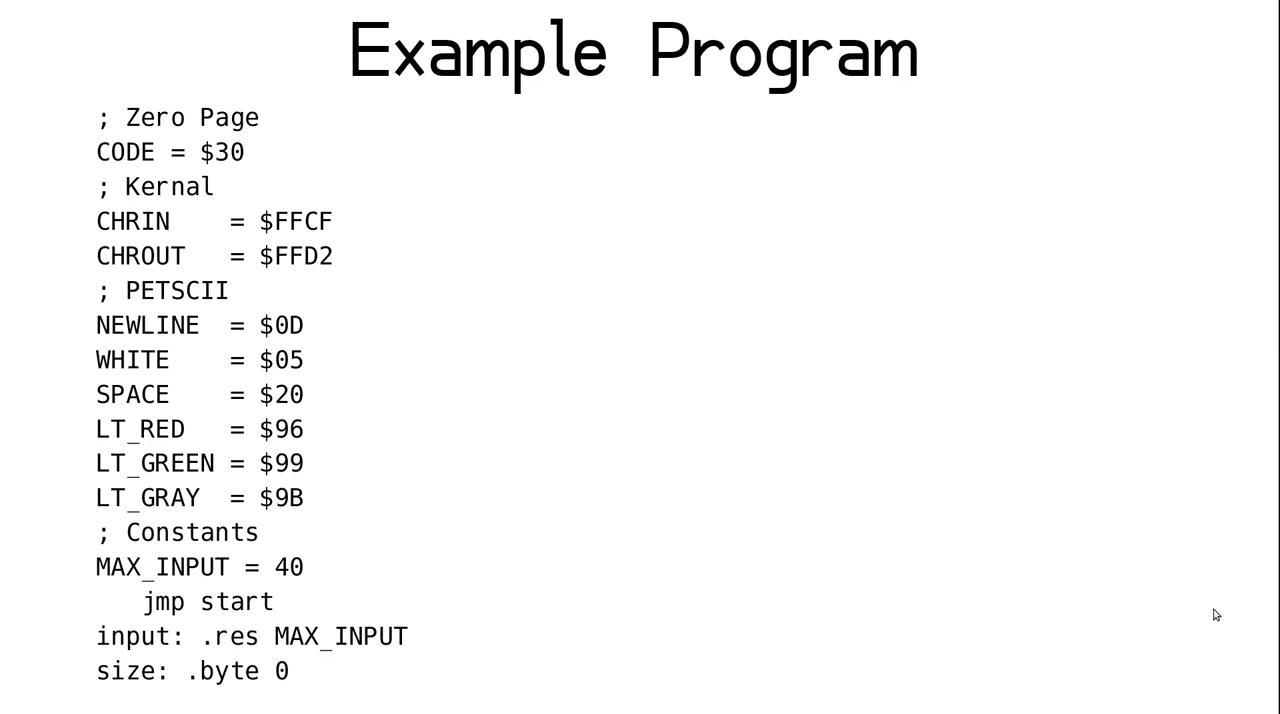 Example Program
; Zero Page
CODE = $30
; Kernal
CHRIN    = $FFCF
CHROUT   = $FFD2
; PETSCII
NEWLINE  = $0D
WHITE    = $05
SPACE    = $20
LT_RED   = $96
LT_GREEN = $99
LT_GRAY  = $9B
; Constants
MAX_INPUT = 40
   jmp start
input: .res MAX_INPUT
size: .byte 0